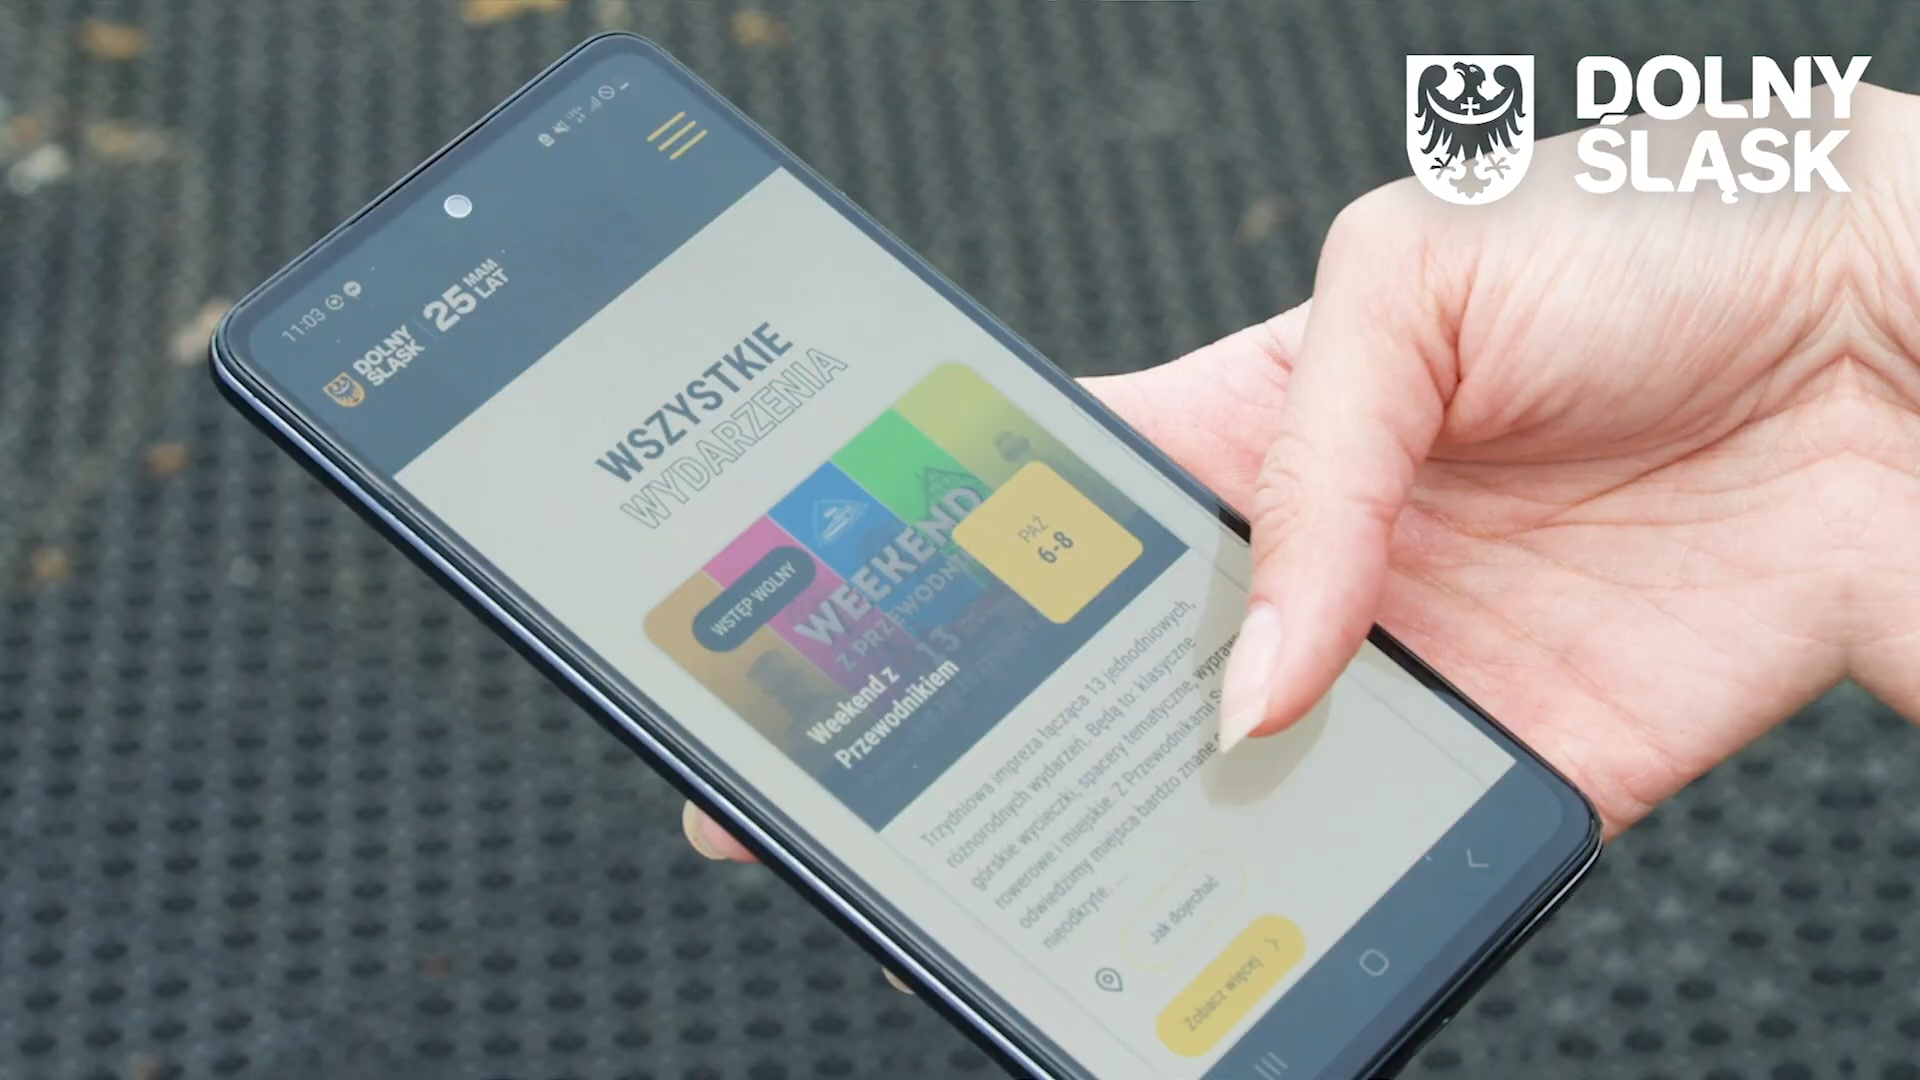 DOLNY
ŚLĄSK
11:03
DOLNY
ŚLĄSK
25 MAM
LAT
WSZYSTKIE
WYDARZENIA
WSTĘP WOLNY
WEEKEND
13
PAŹ
6-8
Weekend z
Przewodnikiem
Trzydniowa impreza łącząca 13 jednodniowych,
różnorodnych wydarzeń. Będą to: klasyczne
górskie wycieczki, spacery tematyczne, wyprawy
rowerowe i miejskie. Z Przewodnikami
odwiedzimy miejsca bardzo znane
nieodkryte, ...
Jak dojechać
Zobacz więcej >